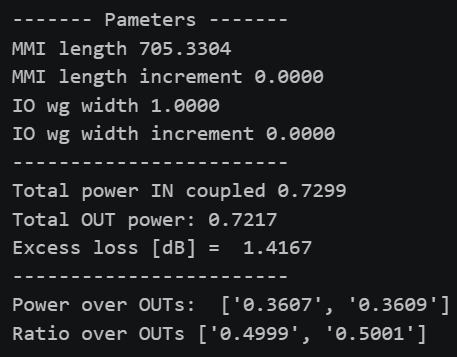 ------- Pameters -------
MMI length 705.3304
MMI length increment 0.0000
IO wg width 1.0000
IO wg width increment 0.0000
------------------------
Total power IN coupled 0.7299
Total OUT power: 0.7217
Excess loss [dB] =  1.4167
------------------------
Power over OUTs:  ['0.3607', '0.3609']
Ratio over OUTs ['0.4999', '0.5001']